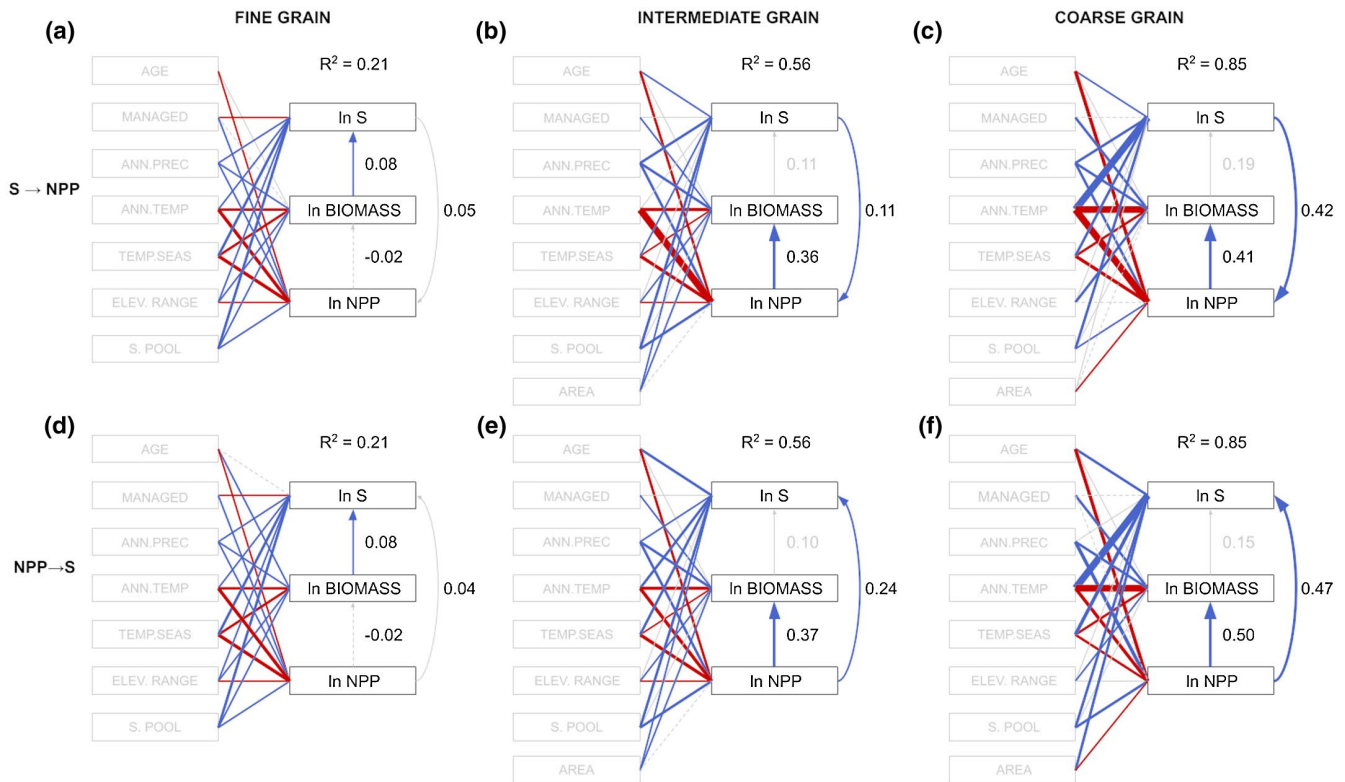 FINE GRAIN
INTERMEDIATE GRAIN
COARSE GRAIN
(a)
R² = 0.21
AGE
MANAGED
ANN.PREC
ANN.TEMP
TEMP.SEAS
ELEV. RANGE
S. POOL
S → NPP
ln S
0.08
ln BIOMASS
-0.02
ln NPP
0.05
(b)
R² = 0.56
AGE
MANAGED
ANN.PREC
ANN.TEMP
TEMP.SEAS
ELEV. RANGE
S. POOL
AREA
ln S
0.11
ln BIOMASS
0.36
ln NPP
0.11
(c)
R² = 0.85
AGE
MANAGED
ANN.PREC
ANN.TEMP
TEMP.SEAS
ELEV. RANGE
S. POOL
AREA
ln S
0.19
ln BIOMASS
0.41
ln NPP
0.42
(d)
R² = 0.21
AGE
MANAGED
ANN.PREC
ANN.TEMP
TEMP.SEAS
ELEV. RANGE
S. POOL
NPP→S
ln S
0.08
ln BIOMASS
-0.02
ln NPP
0.04
(e)
R² = 0.56
AGE
MANAGED
ANN.PREC
ANN.TEMP
TEMP.SEAS
ELEV. RANGE
S. POOL
AREA
ln S
0.10
ln BIOMASS
0.37
ln NPP
0.24
(f)
R² = 0.85
AGE
MANAGED
ANN.PREC
ANN.TEMP
TEMP.SEAS
ELEV. RANGE
S. POOL
AREA
ln S
0.15
ln BIOMASS
0.50
ln NPP
0.47